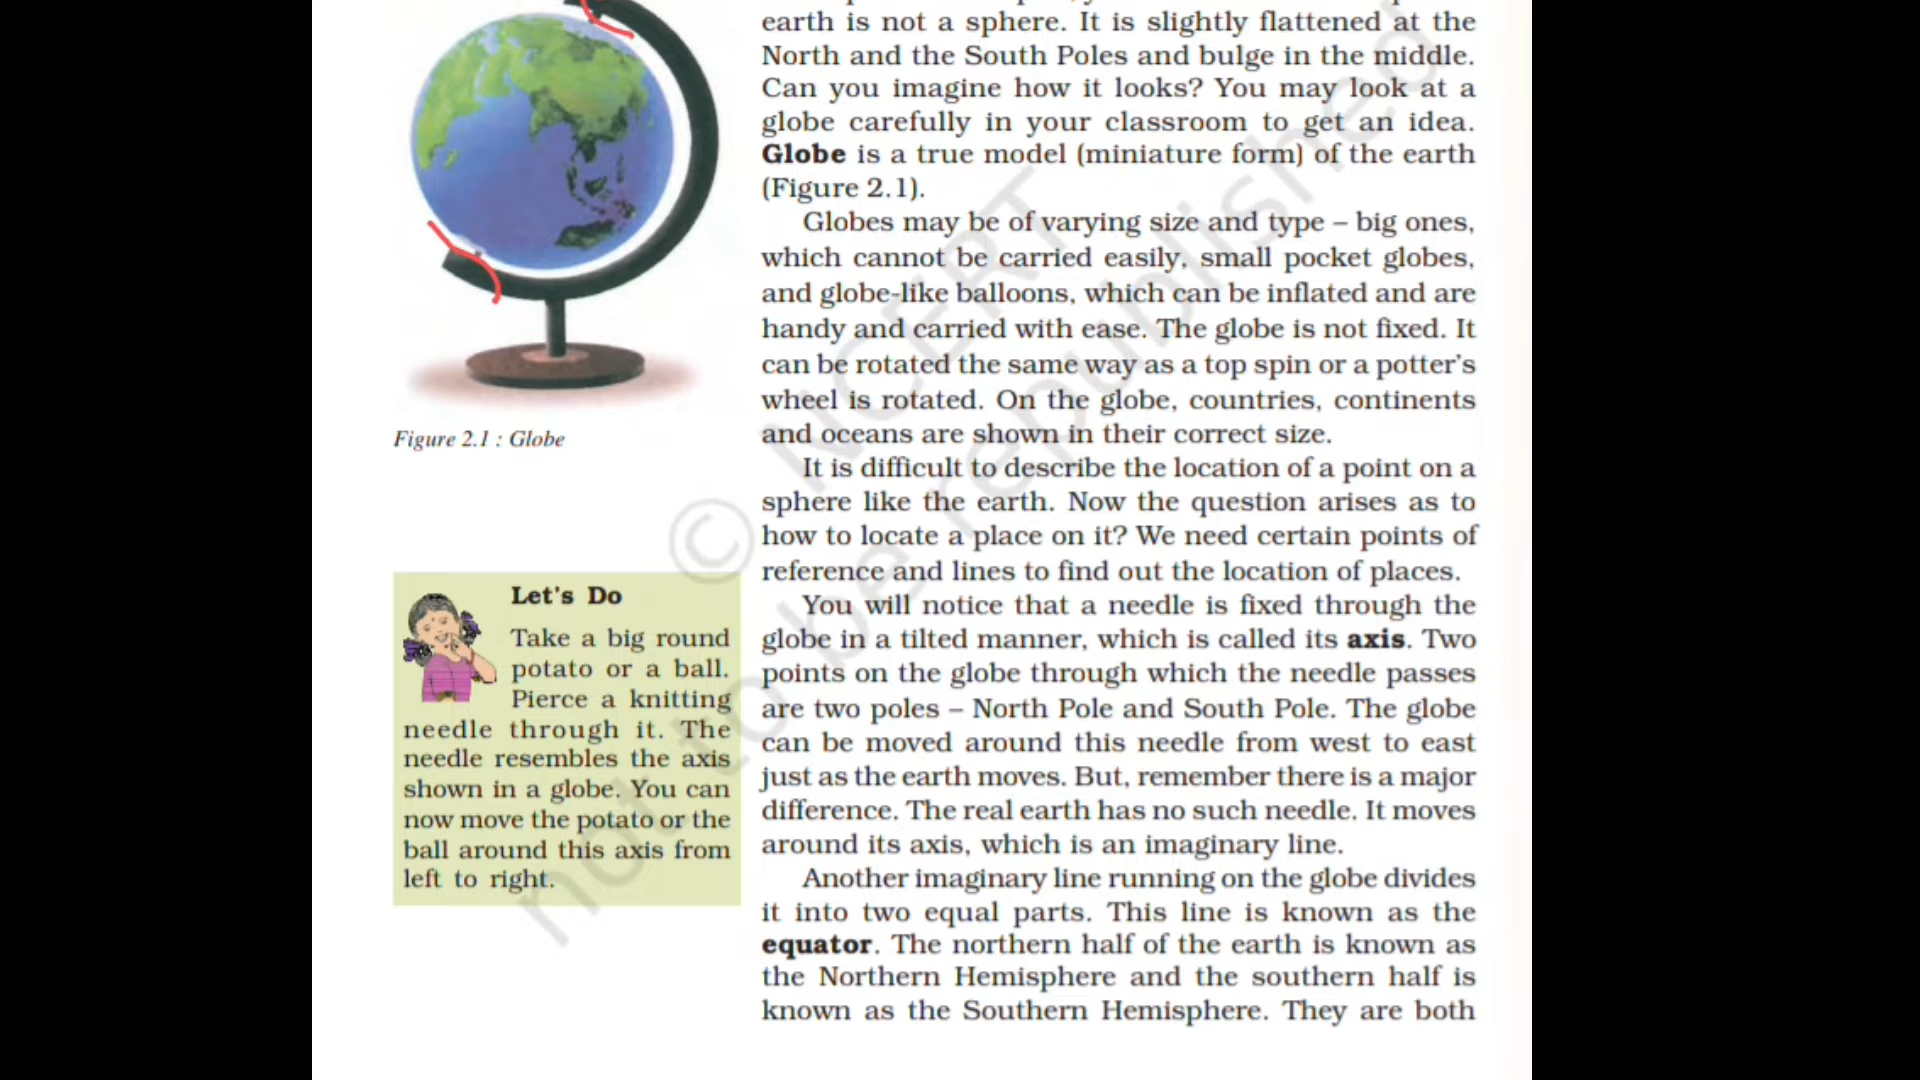 earth is not a sphere. It is slightly flattened at the
North and the South Poles and bulge in the middle.
Can you imagine how it looks? You may look at a
globe carefully in your classroom to get an idea.
Globe is a true model (miniature form) of the earth
(Figure 2.1).
Globes may be of varying size and type – big ones,
which cannot be carried easily, small pocket globes,
and globe-like balloons, which can be inflated and are
handy and carried with ease. The globe is not fixed. It
can be rotated the same way as a top spin or a potter's
wheel is rotated. On the globe, countries, continents
and oceans are shown in their correct size.
It is difficult to describe the location of a point on a
sphere like the earth. Now the question arises as to
how to locate a place on it? We need certain points of
reference and lines to find out the location of places.
You will notice that a needle is fixed through the
globe in a tilted manner, which is called its axis. Two
points on the globe through which the needle passes
are two poles – North Pole and South Pole. The globe
can be moved around this needle from west to east
just as the earth moves. But, remember there is a major
difference. The real earth has no such needle. It moves
around its axis, which is an imaginary line.
Another imaginary line running on the globe divides
it into two equal parts. This line is known as the
equator. The northern half of the earth is known as
the Northern Hemisphere and the southern half is
known as the Southern Hemisphere. They are both
Figure 2.1 : Globe
Let's Do
Take a big round
potato or a ball.
Pierce a knitting
needle through it. The
needle resembles the axis
shown in a globe. You can
now move the potato or the
ball around this axis from
left to right.
© NCERT
not to be republished